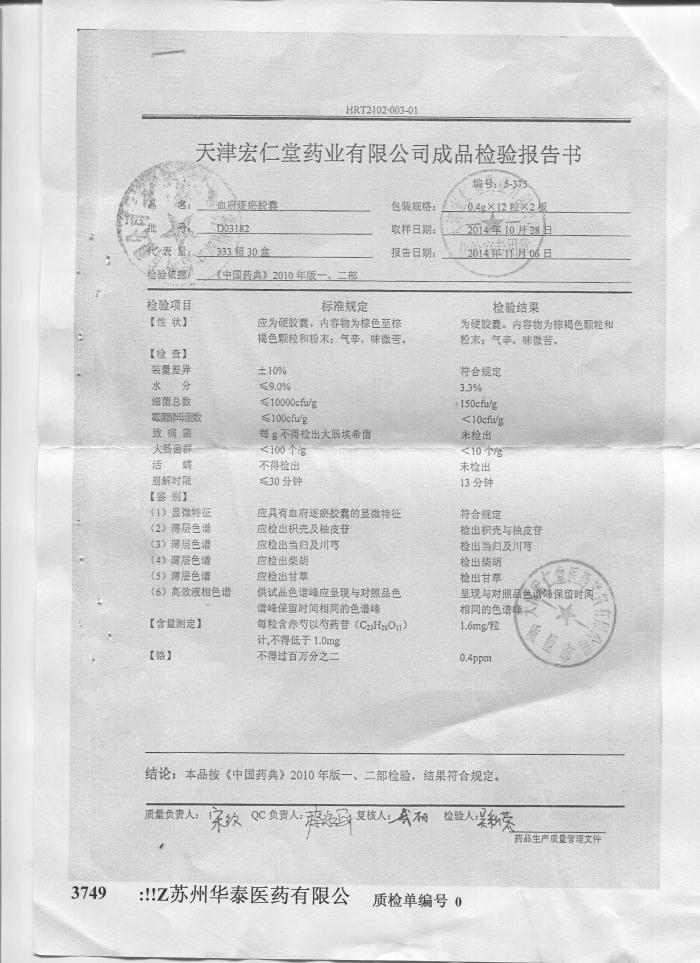 HRT2102-003-01
天津宏仁堂药业有限公司成品检验报告书
编号: 5-375
品 名: 血府逐瘀胶囊 包装规格: 0.4g×12粒×2板
批 号: D03182 取样日期: 2014年10月28日
代表量: 333箱30盒 报告日期: 2014年11月06日
检验依据: 《中国药典》2010年版一、二部
检验项目 标准规定 检验结果
【性 状】 应为硬胶囊。内容物为棕色至棕 为硬胶囊。内容物为棕褐色颗粒和
褐色颗粒和粉末；气辛，味微苦。 粉末；气辛，味微苦。
【检 查】
装量差异 ±10% 符合规定
水 分 ≤9.0% 3.3%
细菌总数 ≤10000cfu/g 150cfu/g
霉菌酵母菌数 ≤100cfu/g <10cfu/g
致 病 菌 每g不得检出大肠埃希菌 未检出
大肠菌群 <100个/g <10个/g
活 螨 不得检出 未检出
崩解时限 ≤30分钟 13分钟
【鉴 别】
（1）显微特征 应具有血府逐瘀胶囊的显微特征 符合规定
（2）薄层色谱 应检出枳壳及柚皮苷 检出枳壳与柚皮苷
（3）薄层色谱 应检出当归及川芎 检出当归及川芎
（4）薄层色谱 应检出柴胡 检出柴胡
（5）薄层色谱 应检出甘草 检出甘草
（6）高效液相色谱 供试品色谱峰应呈现与对照品色 呈现与对照品色谱峰保留时间
谱峰保留时间相同的色谱峰 相同的色谱峰
【含量测定】 每粒含赤芍以芍药苷（C23H28O11） 1.6mg/粒
计,不得低于1.0mg
【铬】 不得过百万分之二 0.4ppm
结论：本品按《中国药典》2010年版一、二部检验，结果符合规定。
质量负责人： QC负责人： 复核人： 检验人：
药品生产质量管理文件
3749 :!!Z苏州华泰医药有限公 质检单编号 0